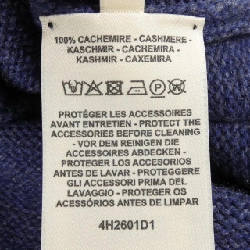 100% CACHEMIRE - CASHMERE -
KASCHMIR - CACHEMIRA -
KASHMIR - CAXEMIRA
PROTÉGER LES ACCESSOIRES
AVANT ENTRETIEN - PROTECT THE
ACCESSORIES BEFORE CLEANING
- VOR DEM REINIGEN DIE
ACCESSOIRES ABDECKEN -
PROTEGER LOS ACCESORIOS
ANTES DE LAVAR - PROTEGGERE
GLI ACCESSORI PRIMA DEL
LAVAGGIO - PROTEGER OS
ACESSÓRIOS ANTES DE LIMPAR
4H2601D1